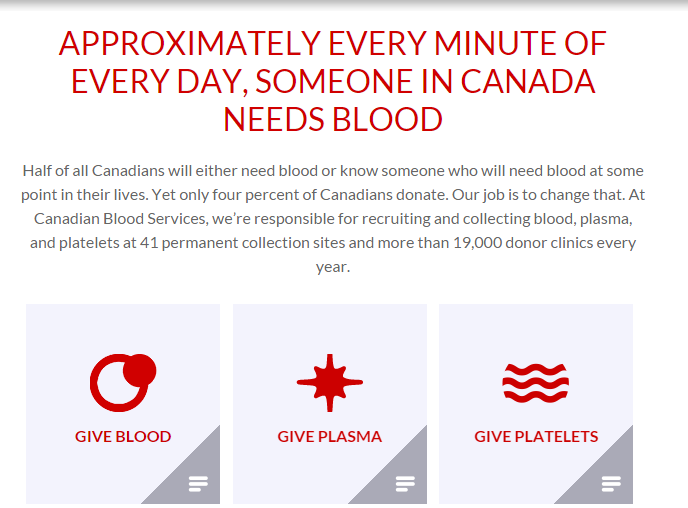 APPROXIMATELY EVERY MINUTE OF
EVERY DAY, SOMEONE IN CANADA
NEEDS BLOOD
Half of all Canadians will either need blood or know someone who will need blood at some
point in their lives. Yet only four percent of Canadians donate. Our job is to change that. At
Canadian Blood Services, we're responsible for recruiting and collecting blood, plasma,
and platelets at 41 permanent collection sites and more than 19,000 donor clinics every
year.
GIVE BLOOD
GIVE PLASMA
GIVE PLATELETS